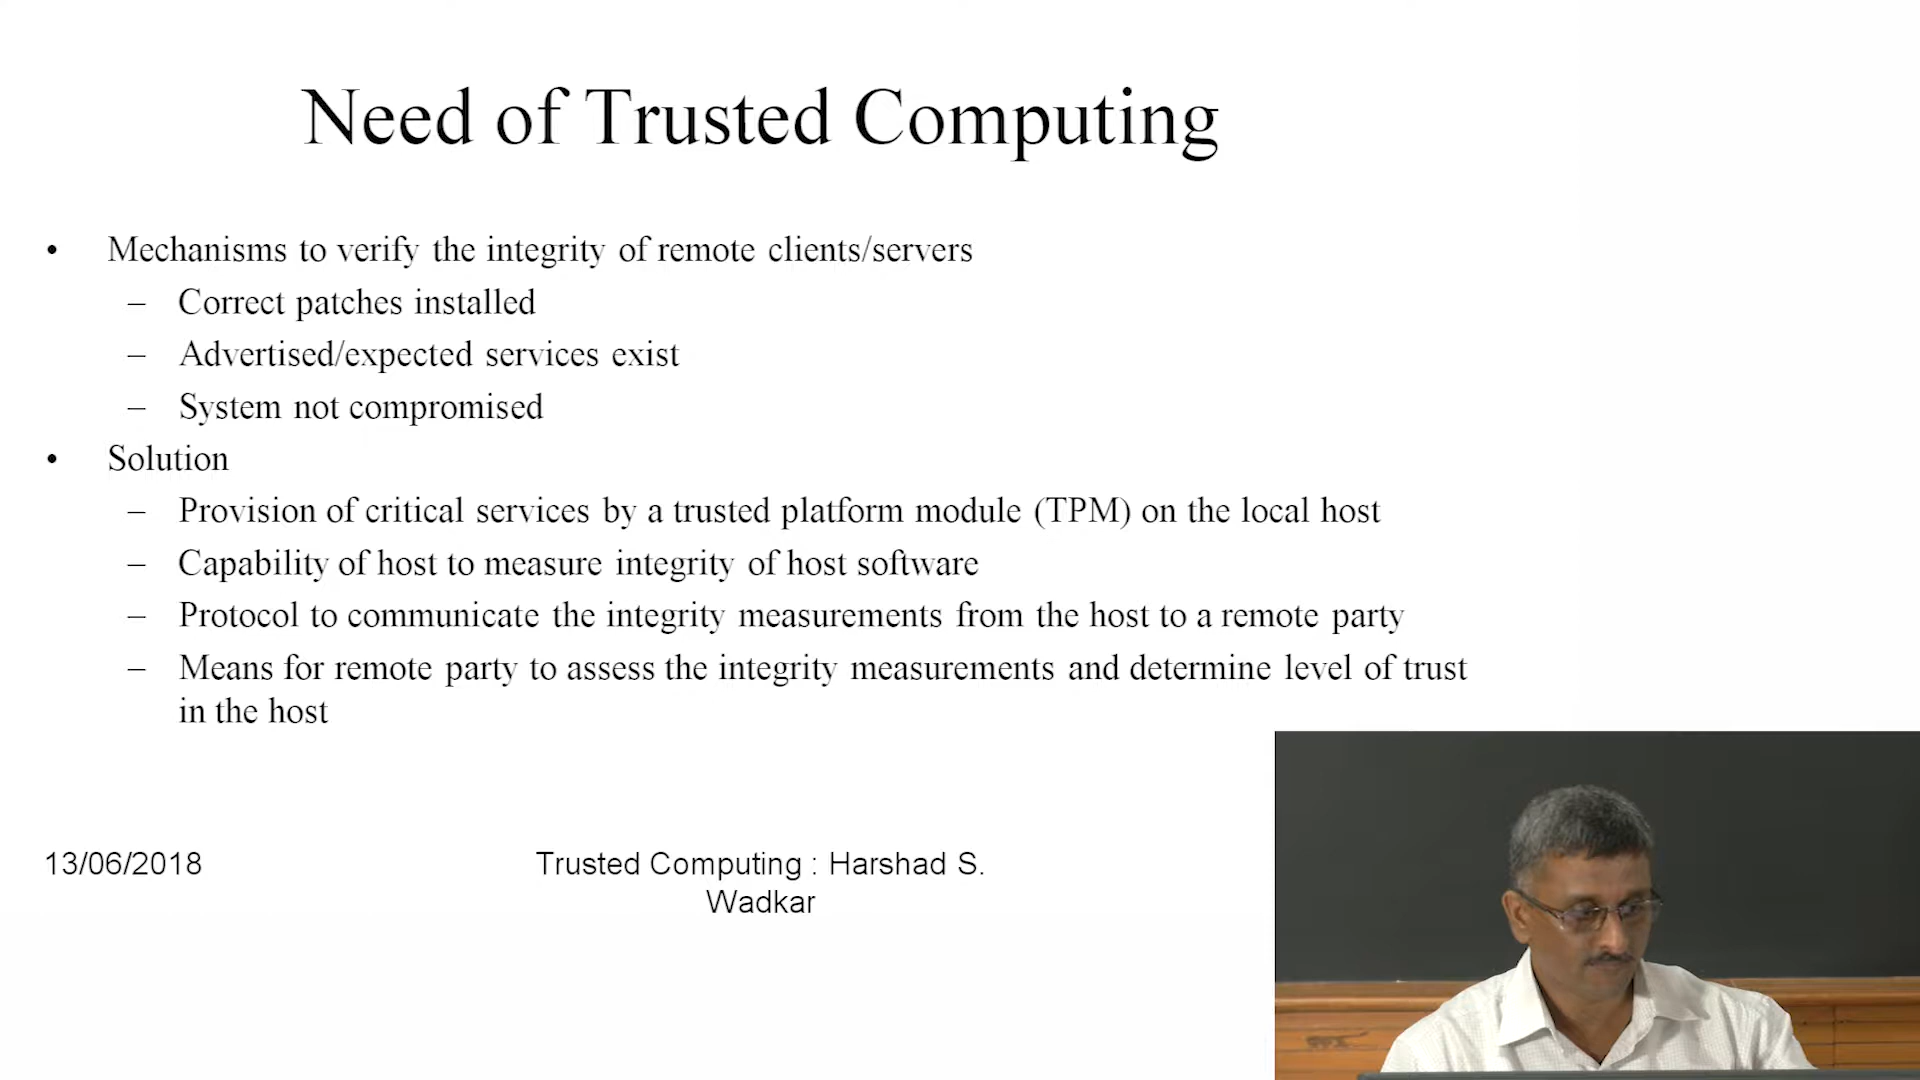 Need of Trusted Computing
• Mechanisms to verify the integrity of remote clients/servers
– Correct patches installed
– Advertised/expected services exist
– System not compromised
• Solution
– Provision of critical services by a trusted platform module (TPM) on the local host
– Capability of host to measure integrity of host software
– Protocol to communicate the integrity measurements from the host to a remote party
– Means for remote party to assess the integrity measurements and determine level of trust
in the host
13/06/2018
Trusted Computing : Harshad S.
Wadkar